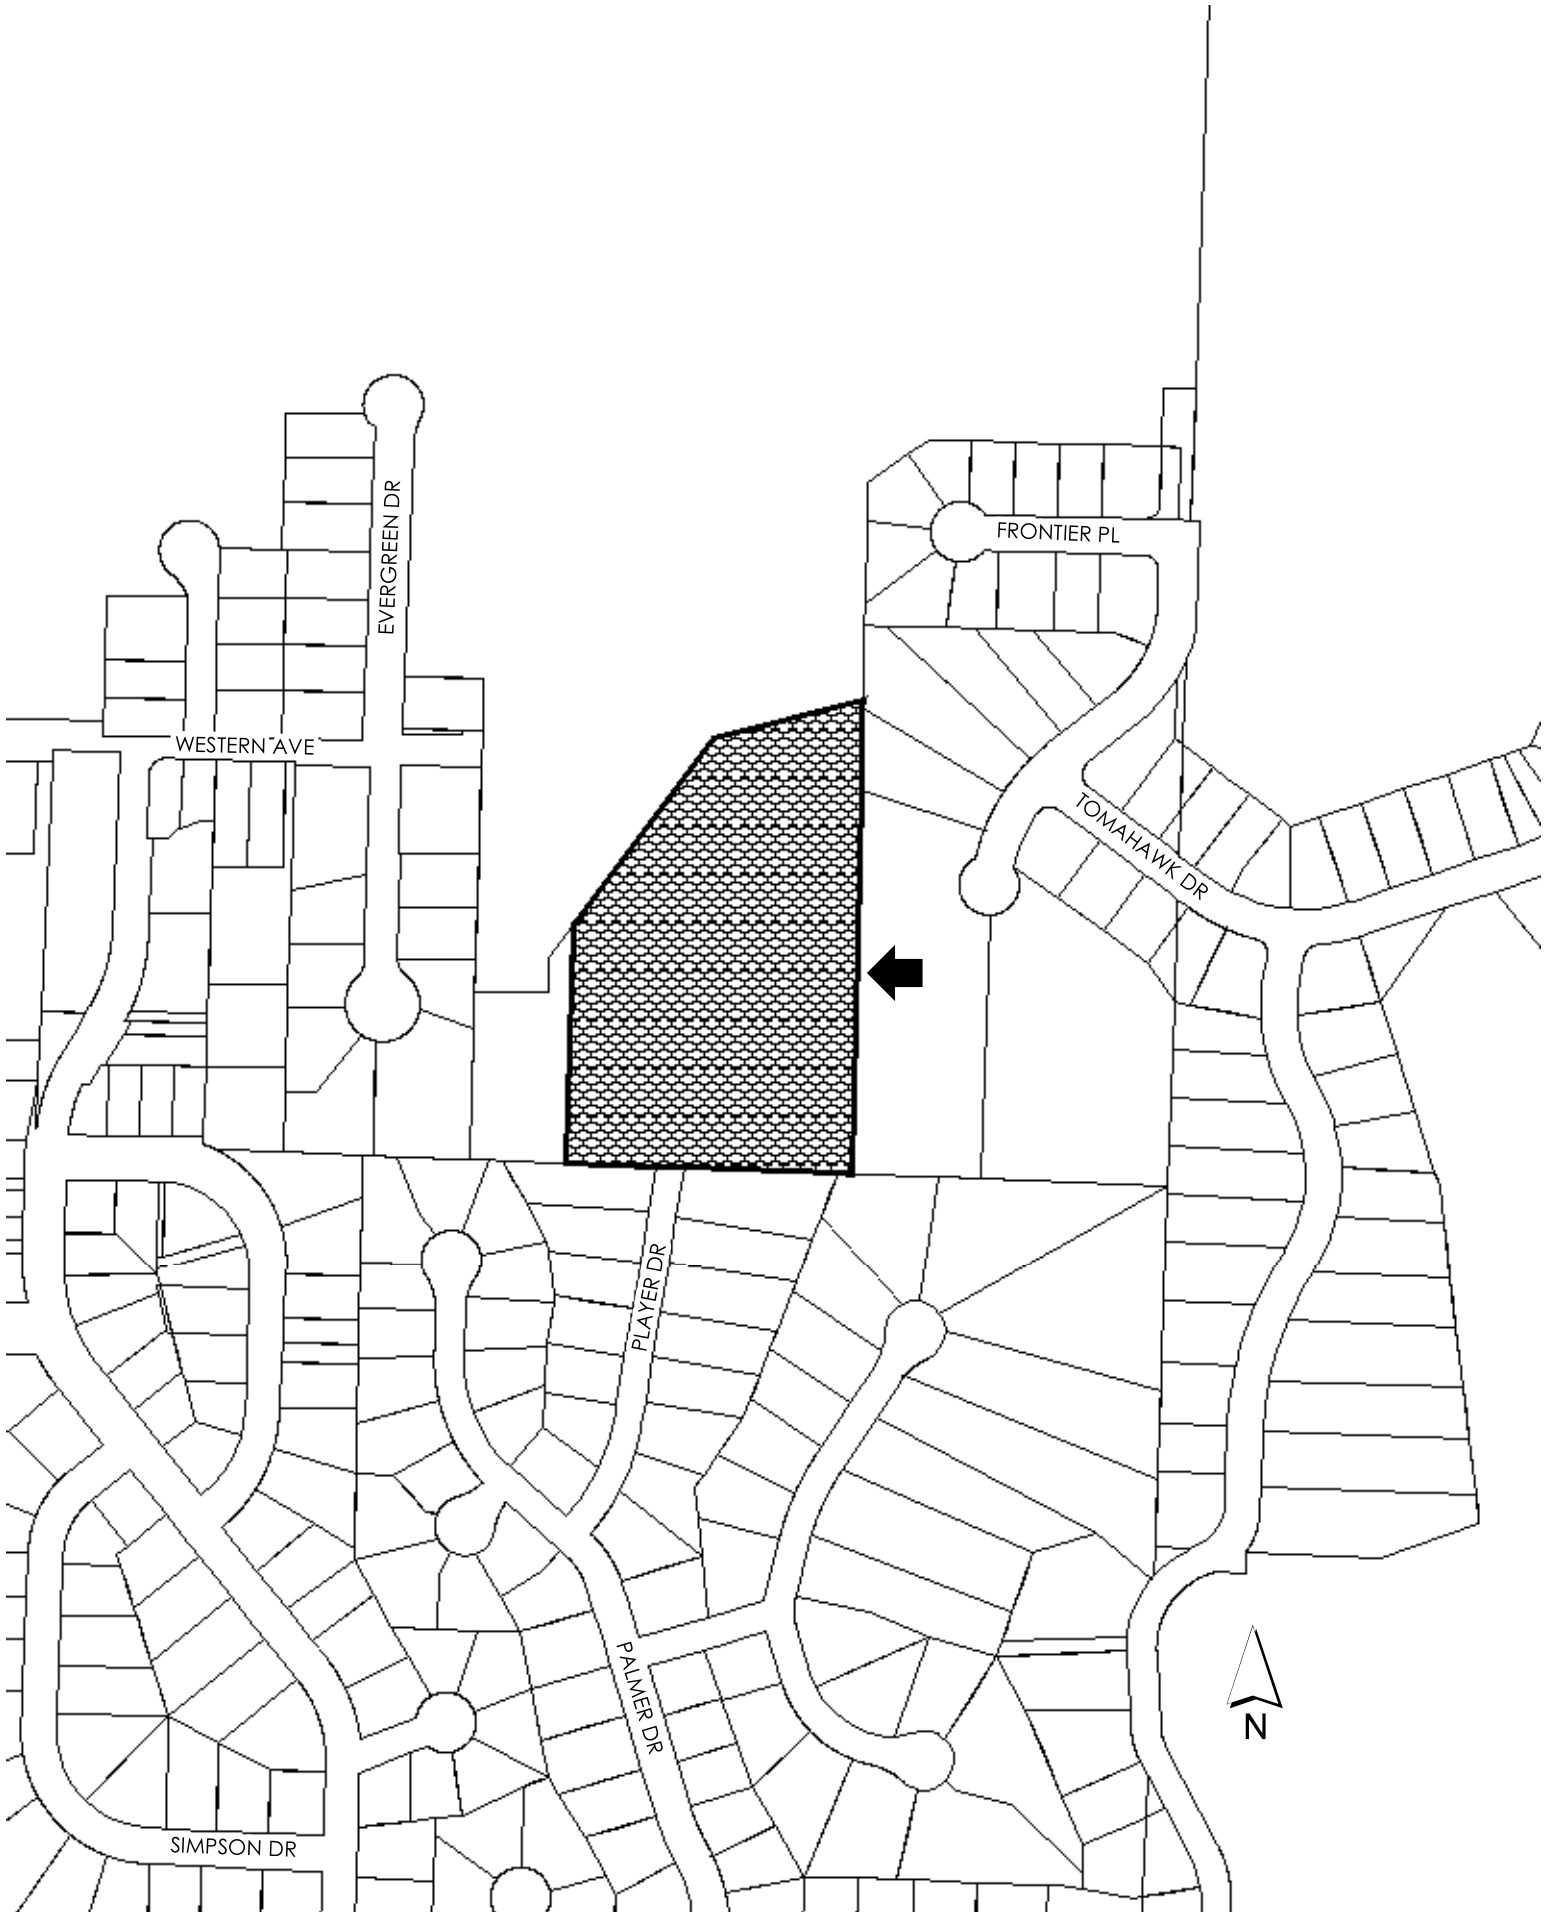 EVERGREEN DR
FRONTIER PL
WESTERN AVE
TOMAHAWK DR
PLAYER DR
PALMER DR
N
SIMPSON DR